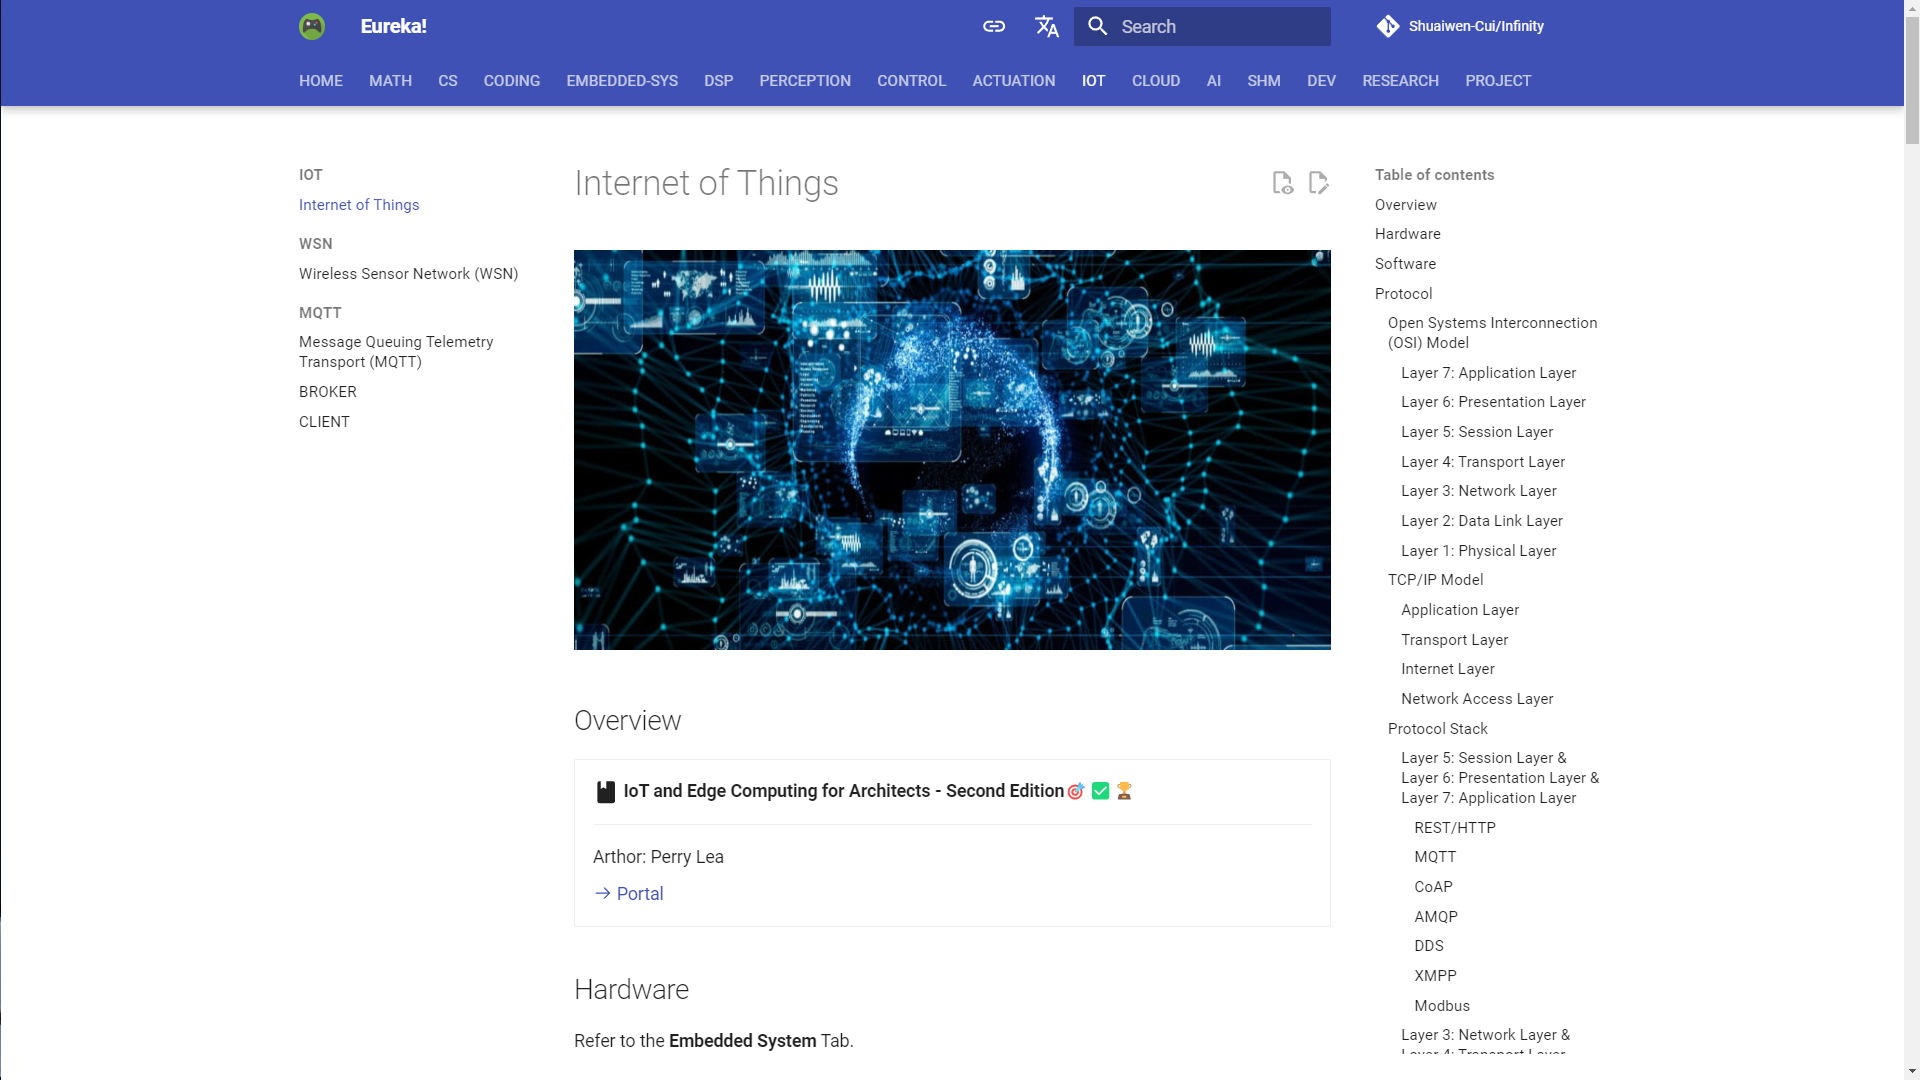 Eureka!
Search
Shuaiwen-Cui/Infinity
HOME MATH CS CODING EMBEDDED-SYS DSP PERCEPTION CONTROL ACTUATION IOT CLOUD AI SHM DEV RESEARCH PROJECT
IOT
Internet of Things
WSN
Wireless Sensor Network (WSN)
MQTT
Message Queuing Telemetry
Transport (MQTT)
BROKER
CLIENT
Internet of Things
Overview
IoT and Edge Computing for Architects - Second Edition
Arthor: Perry Lea
Portal
Hardware
Refer to the Embedded System Tab.
Table of contents
Overview
Hardware
Software
Protocol
Open Systems Interconnection
(OSI) Model
Layer 7: Application Layer
Layer 6: Presentation Layer
Layer 5: Session Layer
Layer 4: Transport Layer
Layer 3: Network Layer
Layer 2: Data Link Layer
Layer 1: Physical Layer
TCP/IP Model
Application Layer
Transport Layer
Internet Layer
Network Access Layer
Protocol Stack
Layer 5: Session Layer &
Layer 6: Presentation Layer &
Layer 7: Application Layer
REST/HTTP
MQTT
CoAP
AMQP
DDS
XMPP
Modbus
Layer 3: Network Layer &
Layer 4: Transport Layer